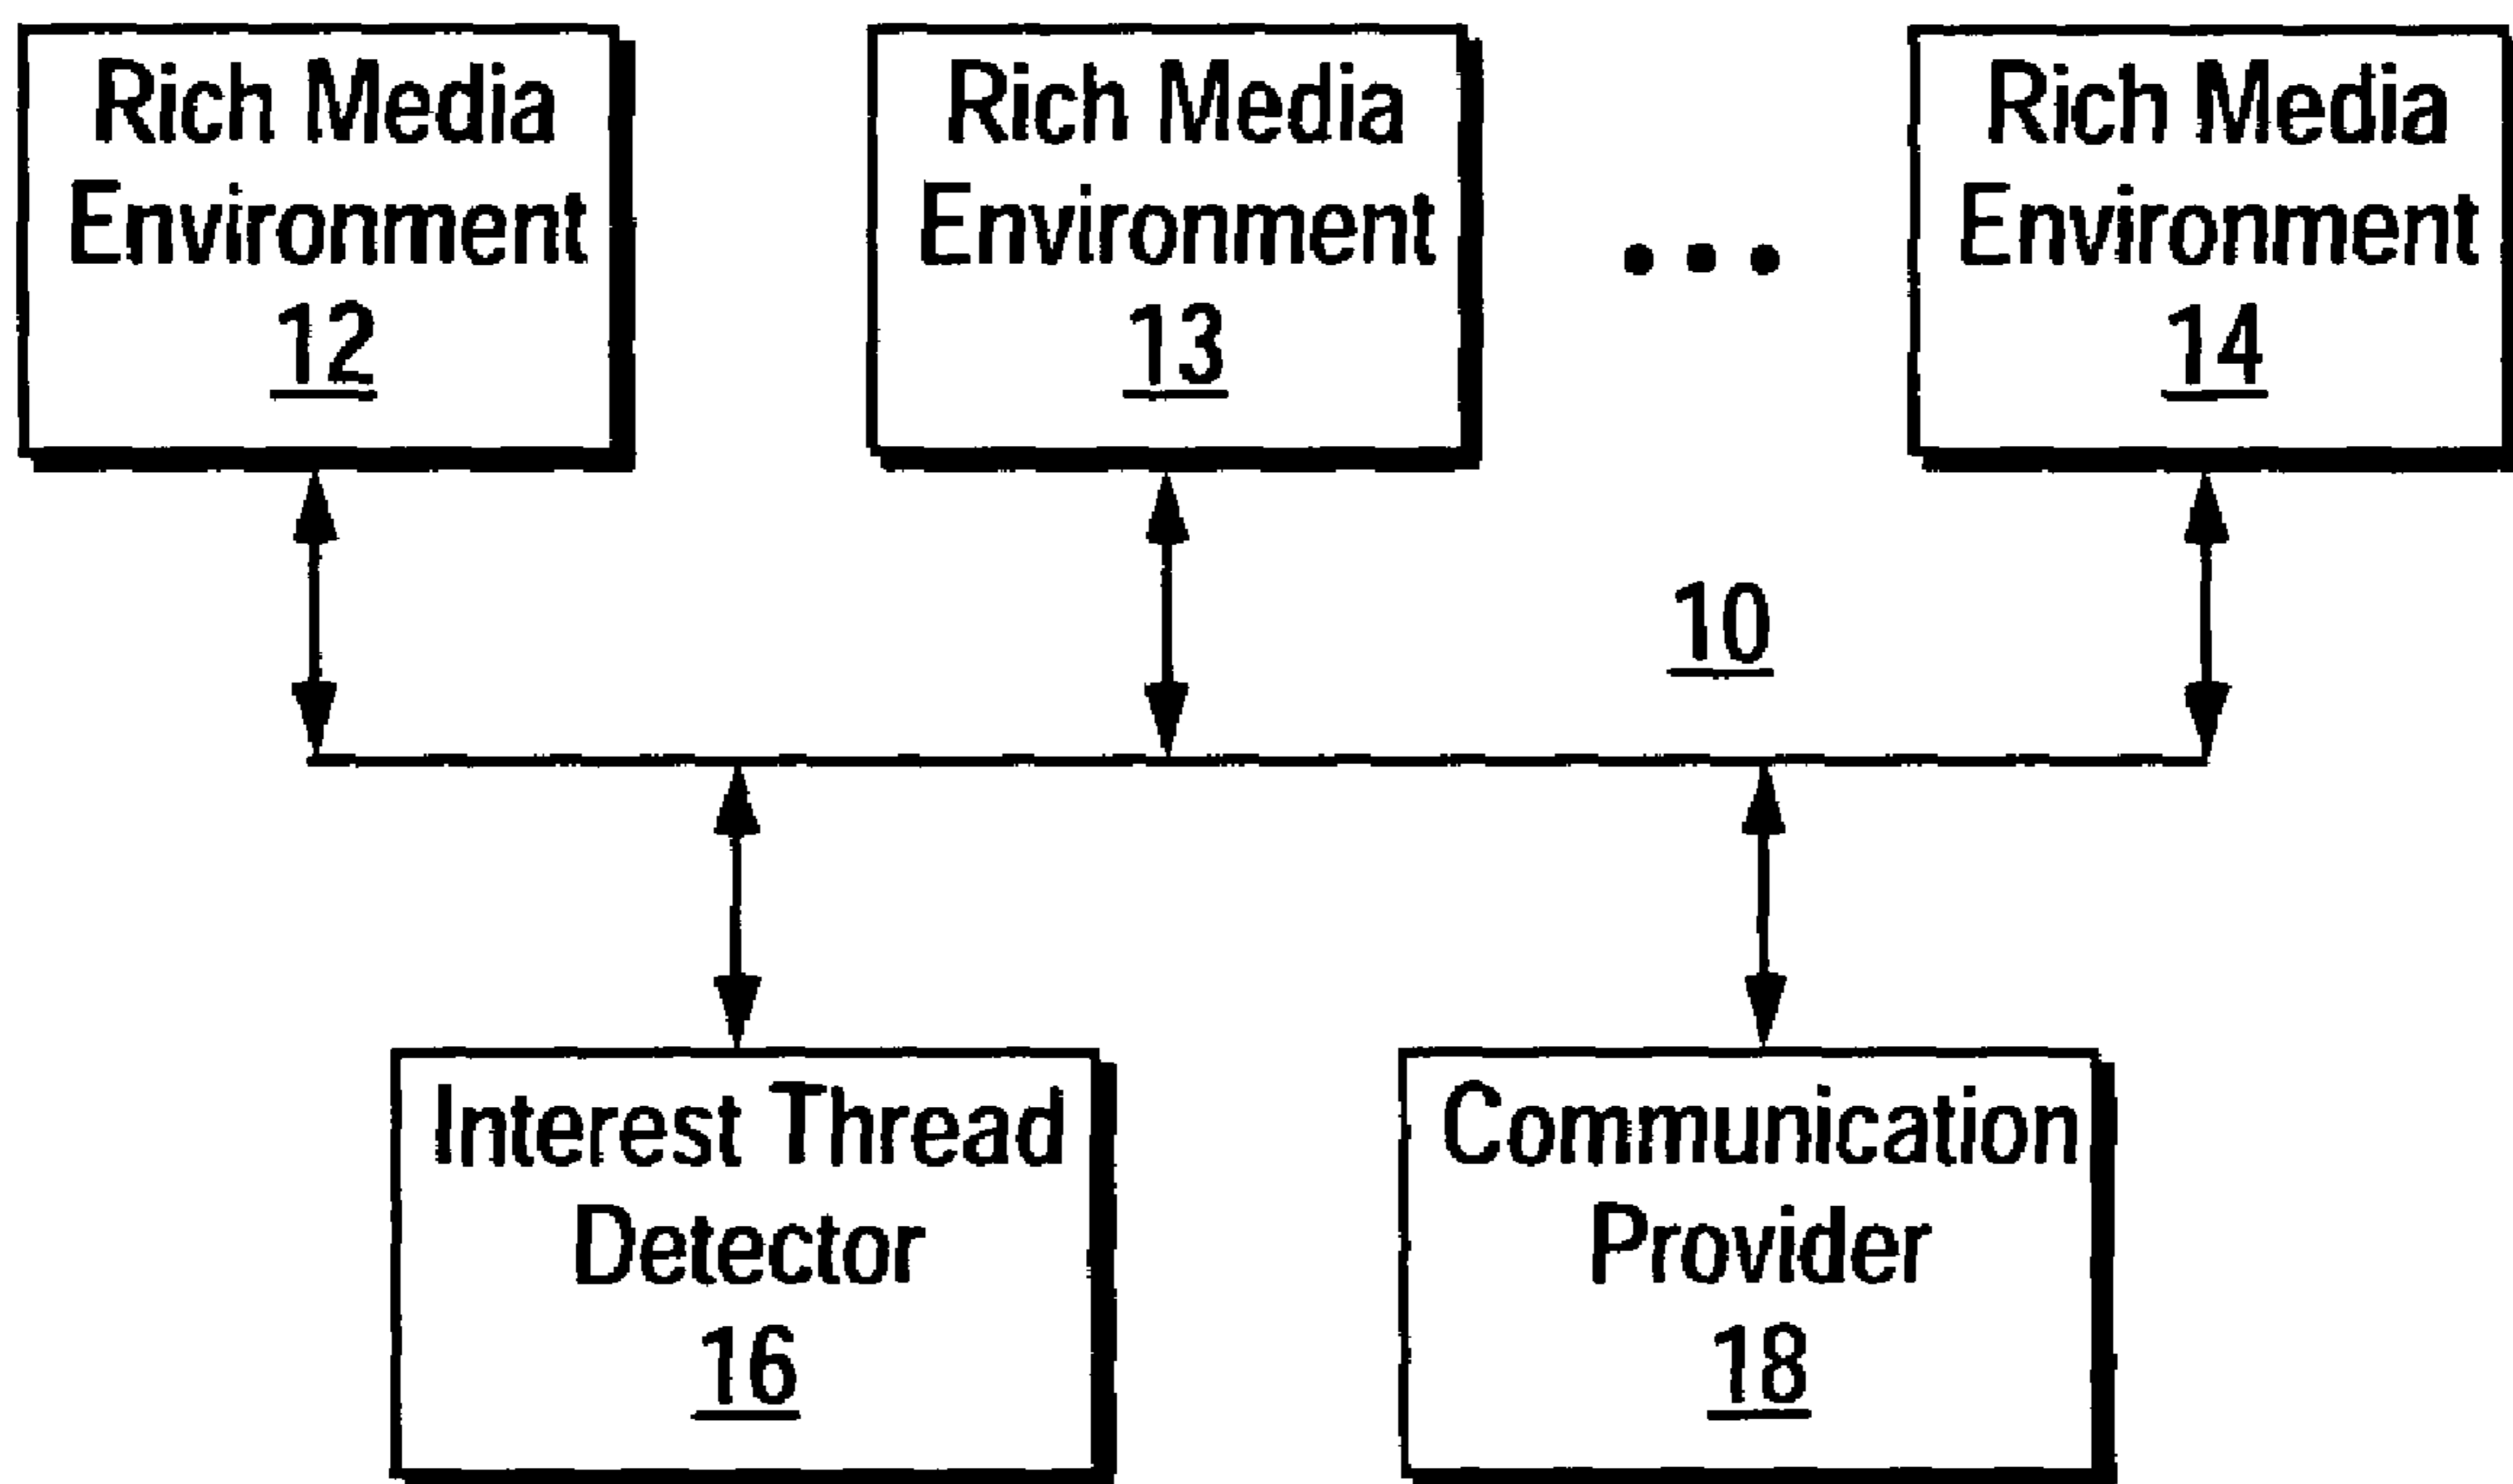 Rich Media
Environment
12
Rich Media
Environment
13
Rich Media
Environment
14
10
Interest Thread
Detector
16
Communication
Provider
18